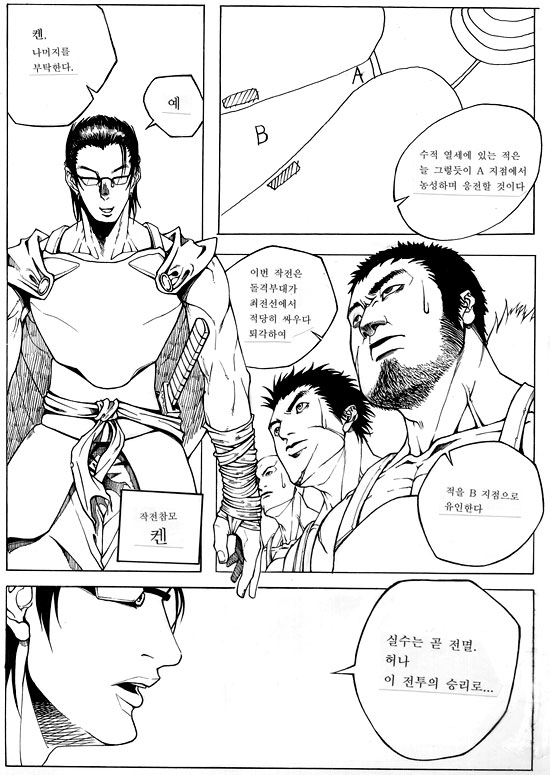 켄,
나머지를
부탁한다.
예
작전참모
켄
A
B
수적 열세에 있는 적은
늘 그렇듯이 A 지점에서
농성하며 응전할 것이다
이번 작전은
돌격부대가
최전선에서
적당히 싸우다
퇴각하여
적을 B 지점으로
유인한다
실수는 곧 전멸.
허나
이 전투의 승리로...